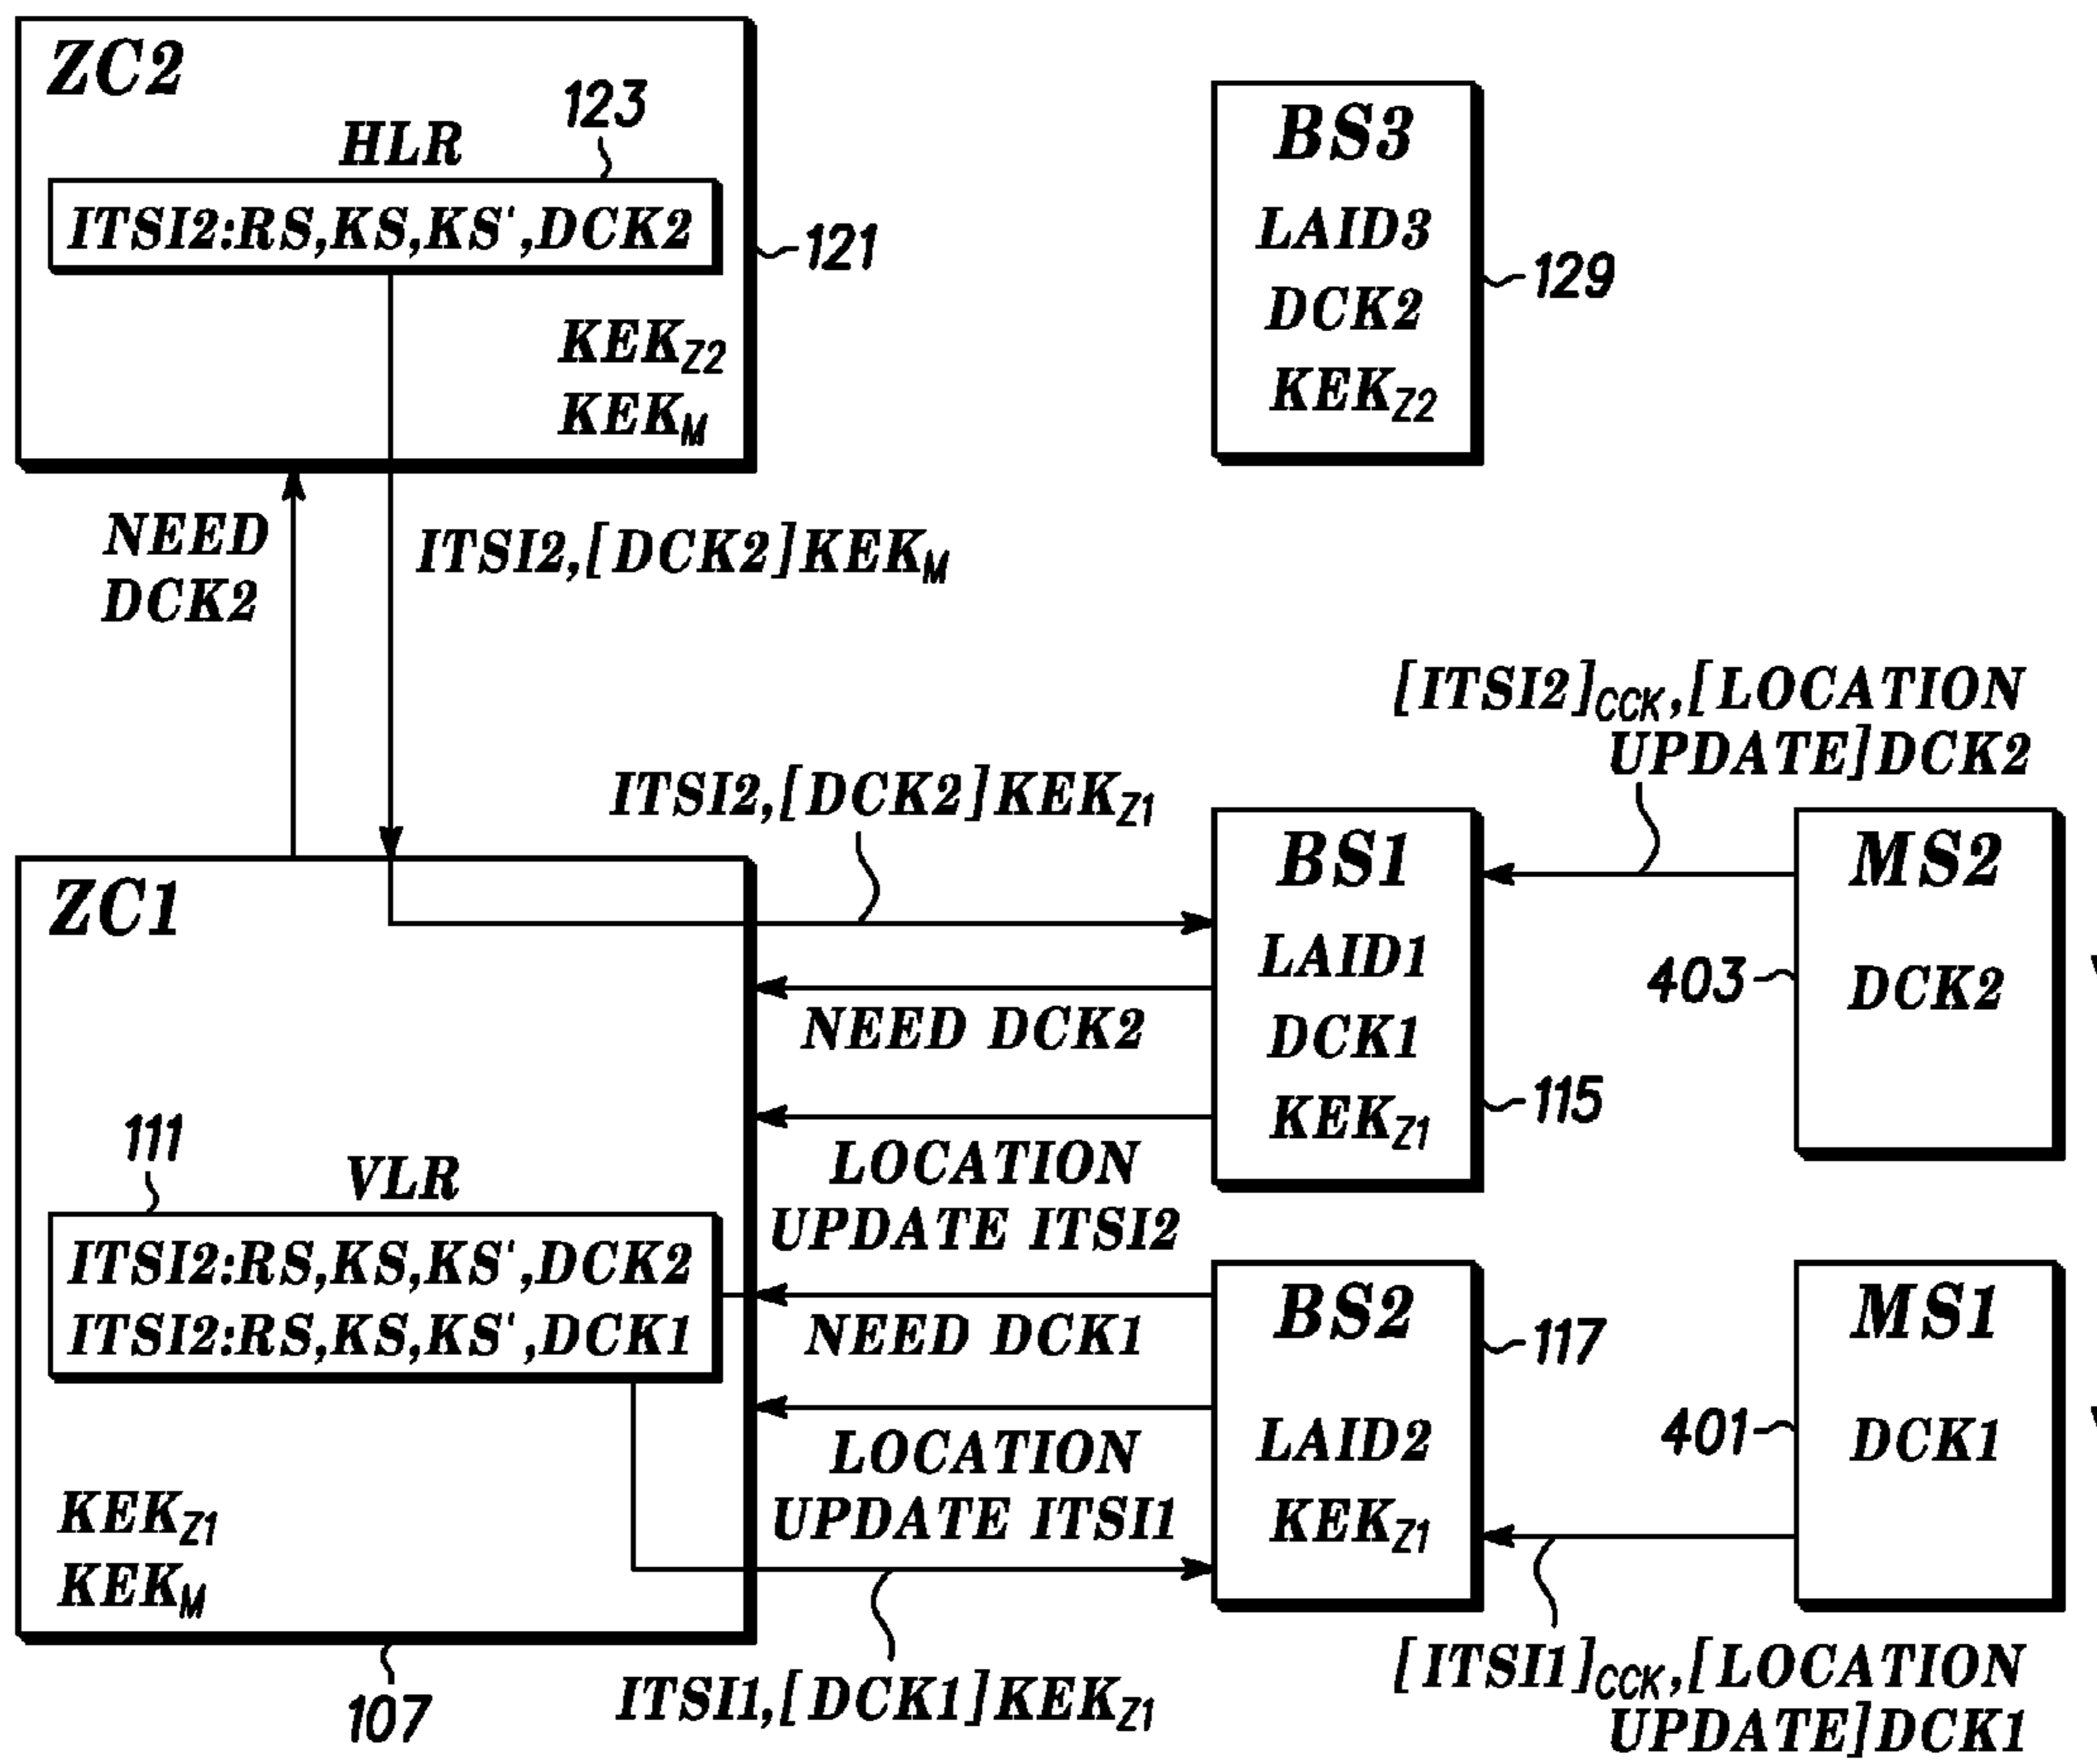 ZC2
123
HLR
ITSI2:RS,KS,KS',DCK2
121
KEKZ2
KEKM
BS3
LAID3
DCK2
KEKZ2
129
NEED
DCK2
ITSI2,[DCK2]KEKM
[ITSI2]CCK,[LOCATION
UPDATE]DCK2
ITSI2,[DCK2]KEKZ1
ZC1
BS1
LAID1
DCK1
KEKZ1
115
MS2
DCK2
403
NEED DCK2
LOCATION
UPDATE ITSI2
111
VLR
ITSI2:RS,KS,KS',DCK2
ITSI2:RS,KS,KS',DCK1
NEED DCK1
LOCATION
UPDATE ITSI1
BS2
LAID2
KEKZ1
117
MS1
DCK1
401
KEKZ1
KEKM
107
ITSI1,[DCK1]KEKZ1
[ITSI1]CCK,[LOCATION
UPDATE]DCK1